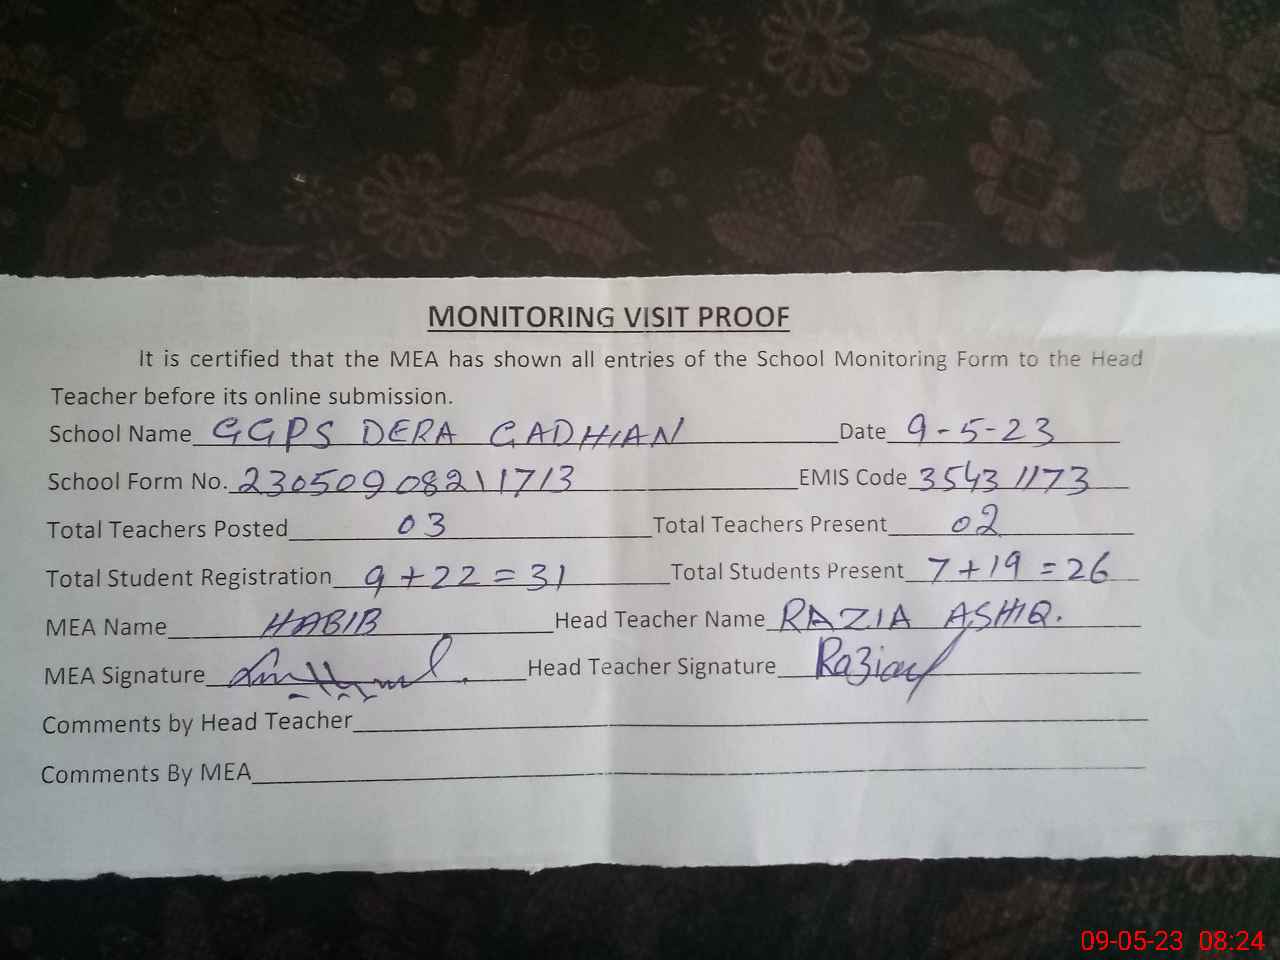 MONITORING VISIT PROOF
It is certified that the MEA has shown all entries of the School Monitoring Form to the Head
Teacher before its online submission.
School Name GGPS DERA GADHIAN Date 9-5-23
School Form No. 23050908211713 EMIS Code 35431173
Total Teachers Posted 03 Total Teachers Present 02
Total Student Registration 9+22=31 Total Students Present 7+19=26
MEA Name HABIB Head Teacher Name RAZIA ASHIQ.
MEA Signature Head Teacher Signature Razia
Comments by Head Teacher
Comments By MEA
09-05-23 08:24